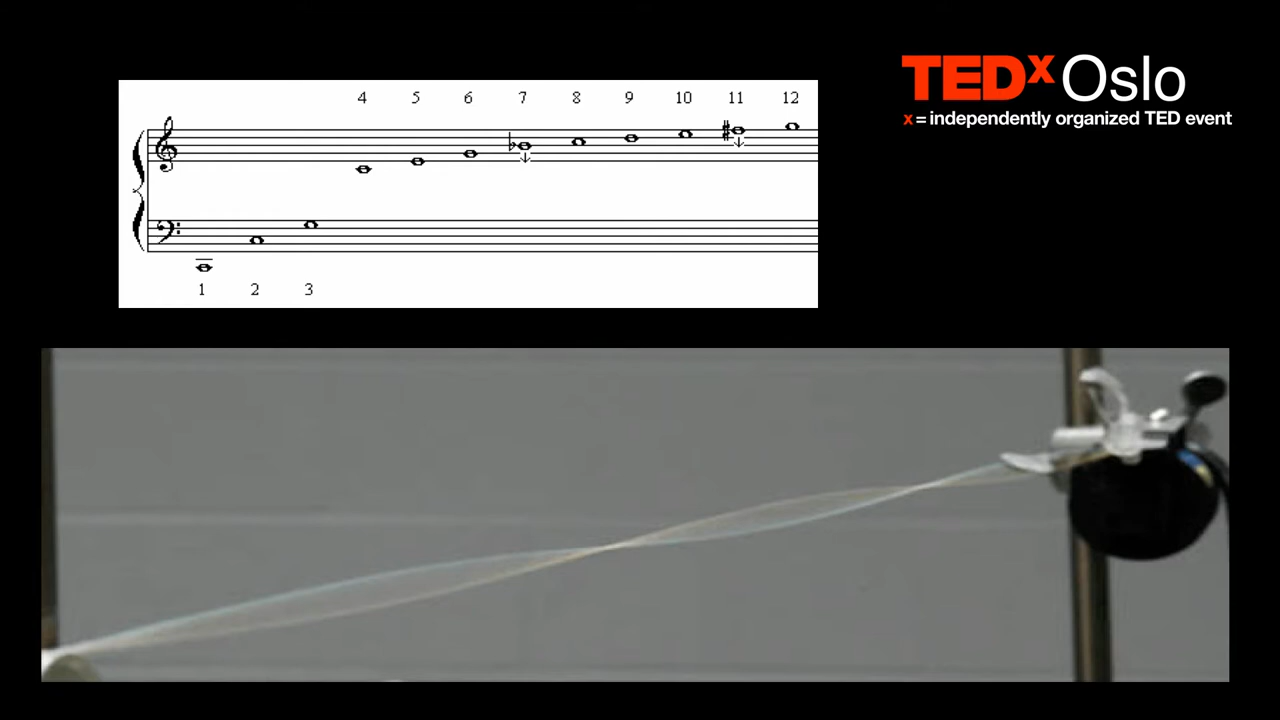 4 5 6 7 8 9 10 11 12
1 2 3
TEDx Oslo
x = independently organized TED event